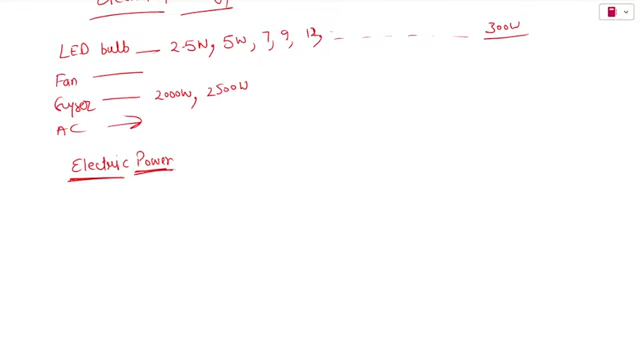 LED bulb — 2.5W, 5W, 7, 9, 12, - - - - - - 300W
Fan —
Gyser — 2000W, 2500W
AC →
Electric Power